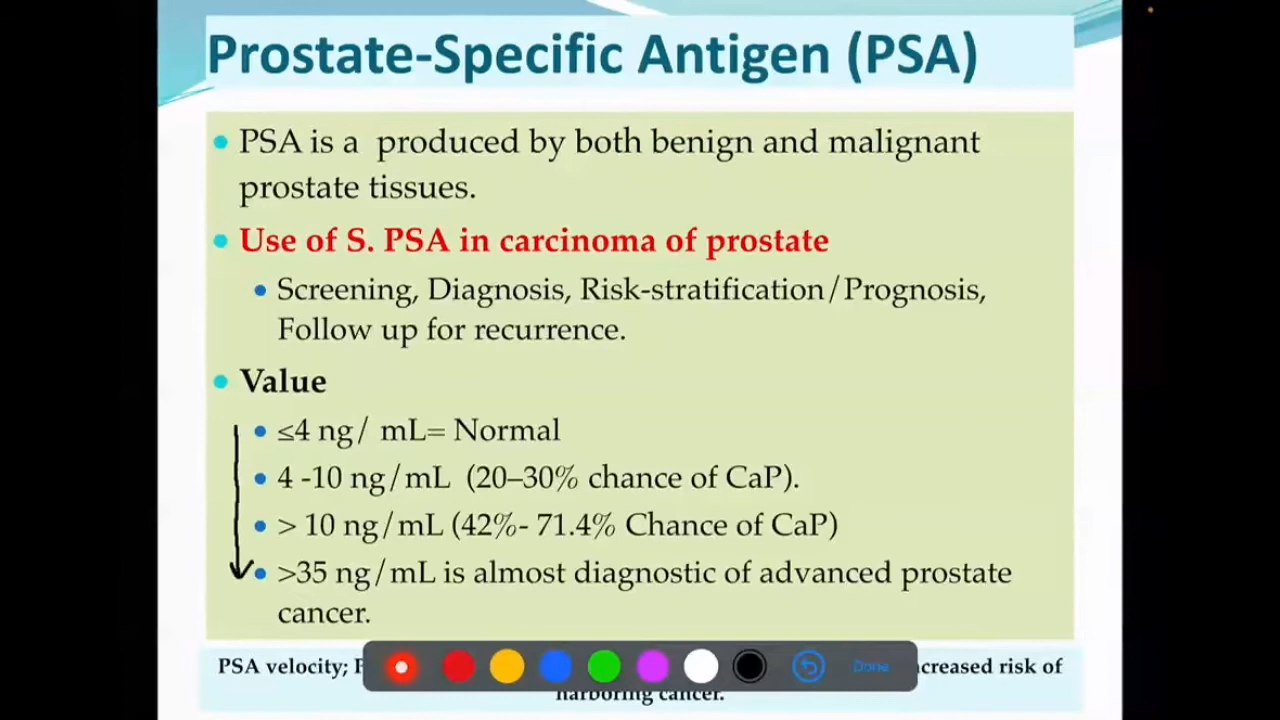 Prostate-Specific Antigen (PSA)
PSA is a produced by both benign and malignant
prostate tissues.
Use of S. PSA in carcinoma of prostate
Screening, Diagnosis, Risk-stratification/Prognosis,
Follow up for recurrence.
Value
≤4 ng/ mL= Normal
4 -10 ng/mL (20–30% chance of CaP).
> 10 ng/mL (42%- 71.4% Chance of CaP)
>35 ng/mL is almost diagnostic of advanced prostate
cancer.
PSA velocity; Done risk of
harboring cancer.